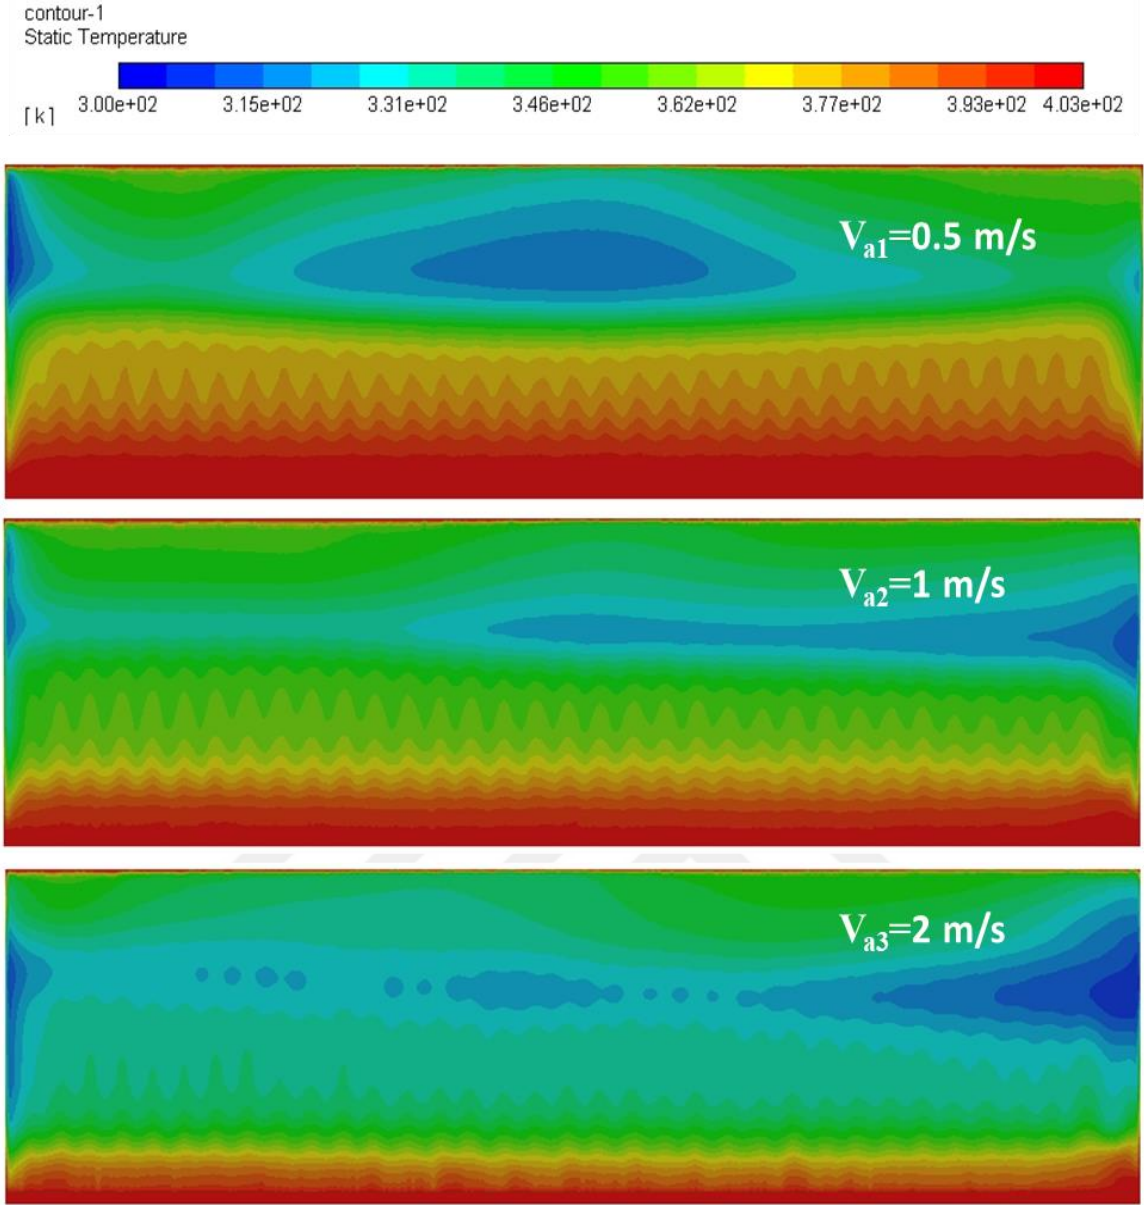 contour-1
Static Temperature
[k] 3.00e+02 3.15e+02 3.31e+02 3.46e+02 3.62e+02 3.77e+02 3.93e+02 4.03e+02
Va1=0.5 m/s
Va2=1 m/s
Va3=2 m/s